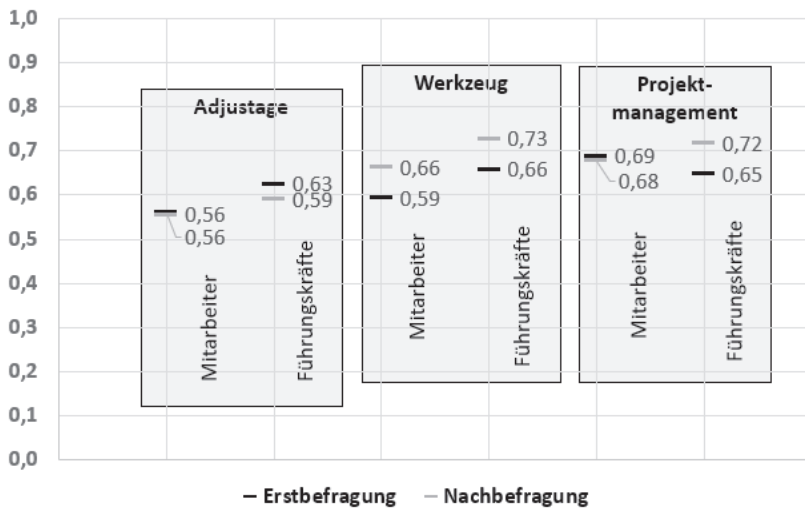 1,0
0,9
0,8
0,7
0,6
0,5
0,4
0,3
0,2
0,1
0,0
Adjustage
0,56
0,56
0,63
0,59
Mitarbeiter
Führungskräfte
Werkzeug
0,66
0,59
0,73
0,66
Mitarbeiter
Führungskräfte
Projekt-
management
0,69
0,68
0,72
0,65
Mitarbeiter
Führungskräfte
Erstbefragung
Nachbefragung